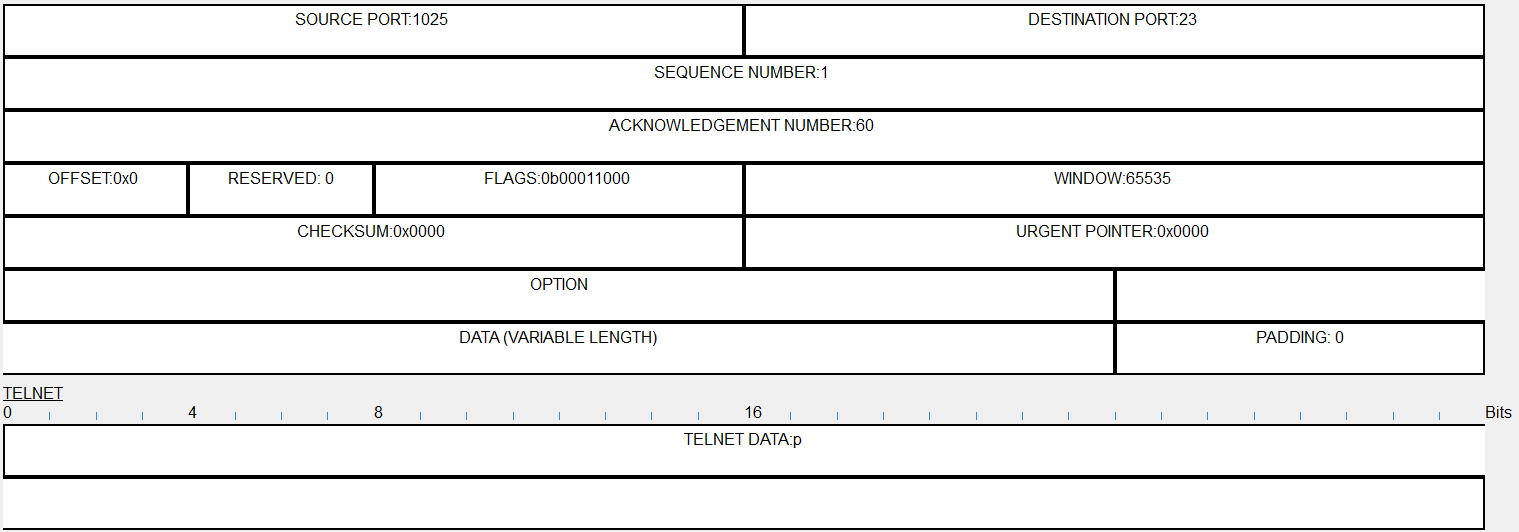 SOURCE PORT:1025 DESTINATION PORT:23
SEQUENCE NUMBER:1
ACKNOWLEDGEMENT NUMBER:60
OFFSET:0x0 RESERVED: 0 FLAGS:0b00011000 WINDOW:65535
CHECKSUM:0x0000 URGENT POINTER:0x0000
OPTION
DATA (VARIABLE LENGTH) PADDING: 0
TELNET
0 4 8 16 Bits
TELNET DATA:p